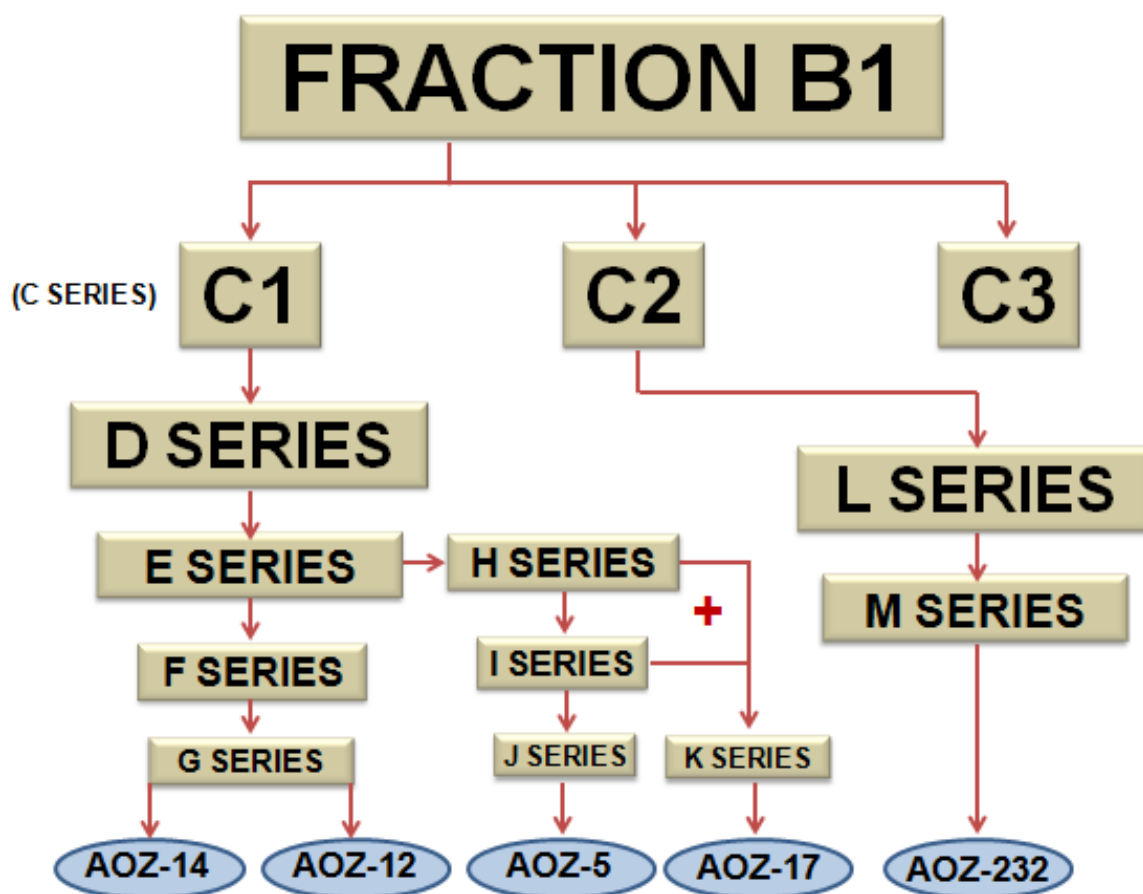 FRACTION B1
(C SERIES)
C1
C2
C3
D SERIES
L SERIES
E SERIES
H SERIES
+
M SERIES
F SERIES
I SERIES
G SERIES
J SERIES
K SERIES
AOZ-14
AOZ-12
AOZ-5
AOZ-17
AOZ-232